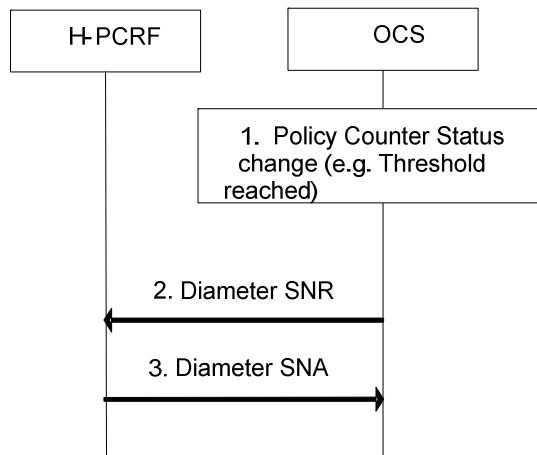 H-PCRF
OCS
1. Policy Counter Status
change (e.g. Threshold
reached)
2. Diameter SNR
3. Diameter SNA